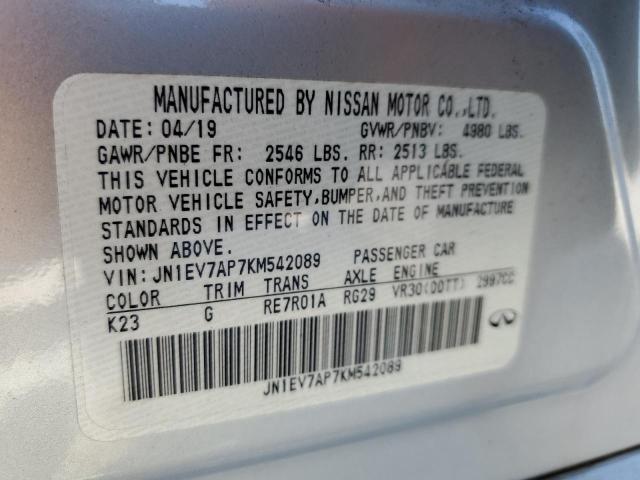 MANUFACTURED BY NISSAN MOTOR CO.,LTD.
DATE: 04/19 GVWR/PNBV: 4980 LBS.
GAWR/PNBE FR: 2546 LBS. RR: 2513 LBS.
THIS VEHICLE CONFORMS TO ALL APPLICABLE FEDERAL
MOTOR VEHICLE SAFETY, BUMPER, AND THEFT PREVENTION
STANDARDS IN EFFECT ON THE DATE OF MANUFACTURE
SHOWN ABOVE.
VIN: JN1EV7AP7KM542089 PASSENGER CAR
COLOR TRIM TRANS AXLE ENGINE
K23 G RE7R01A RG29 VR30(DDTT) 2997CC
JN1EV7AP7KM542089